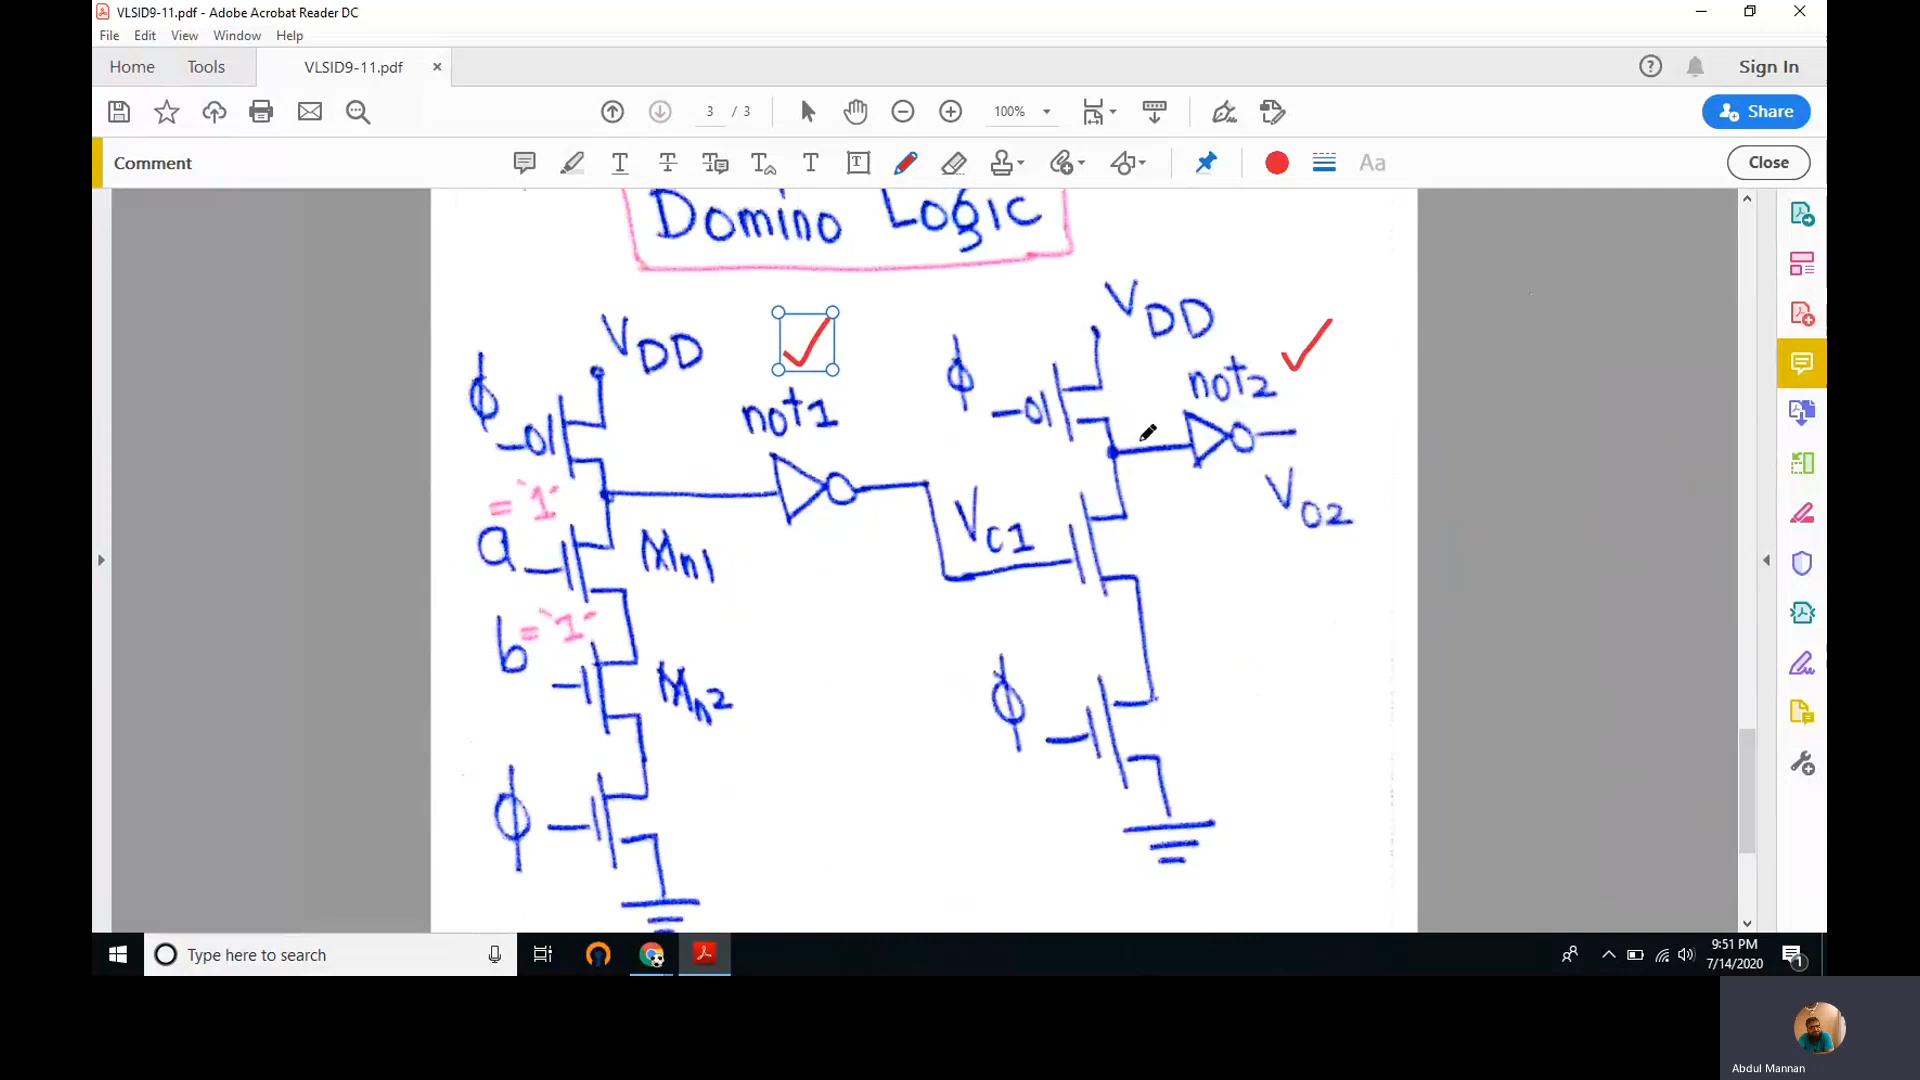 VLSID9-11.pdf - Adobe Acrobat Reader DC
File Edit View Window Help
Home Tools VLSID9-11.pdf × Sign In
3 / 3 100% Share
Comment Aa Close
Domino Logic
VDD
ϕ
VDD
ϕ
not2
not1
= "1"
a
Mn1
VC1
VO2
b = "1"
Mn2
ϕ
ϕ
Type here to search
9:51 PM
7/14/2020
1
Abdul Mannan